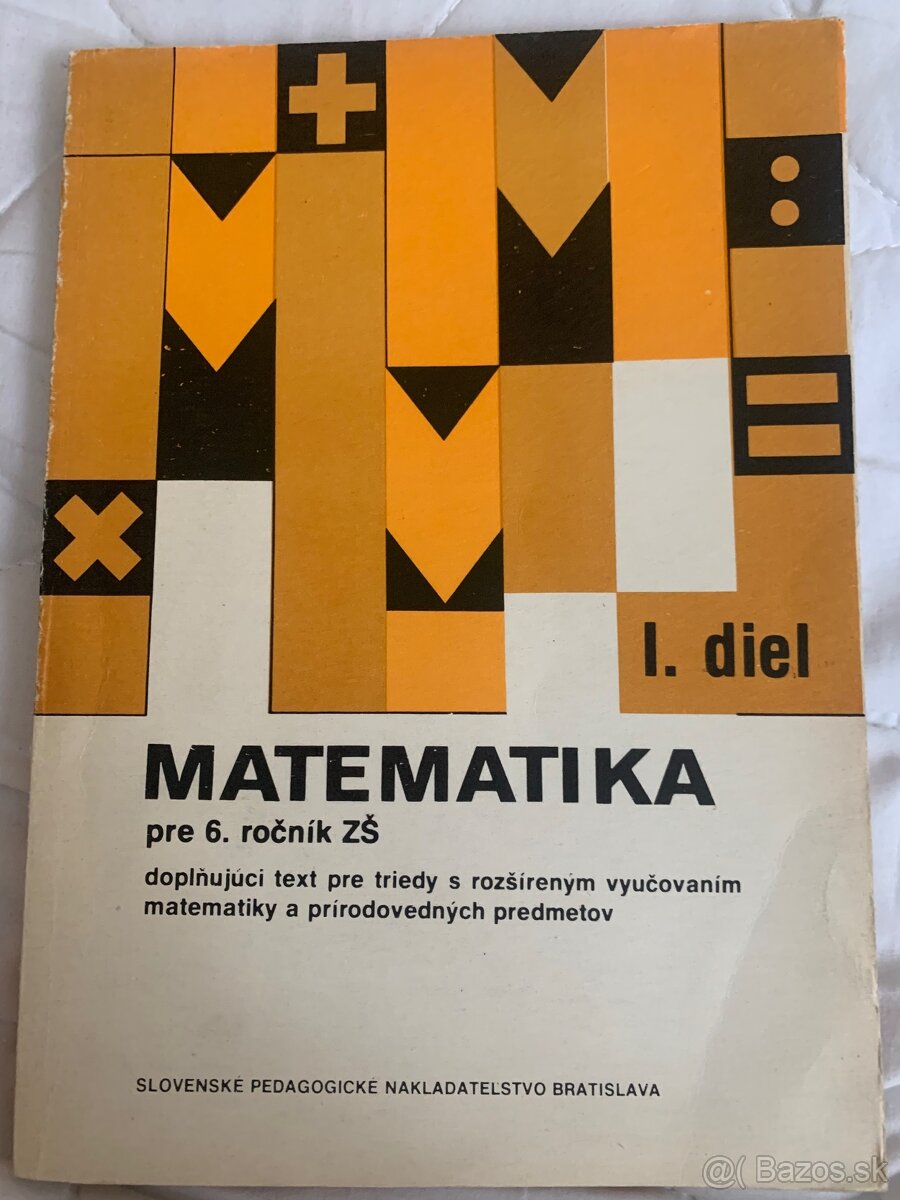 I. diel
MATEMATIKA
pre 6. ročník ZŠ
doplňujúci text pre triedy s rozšíreným vyučovaním
matematiky a prírodovedných predmetov
SLOVENSKÉ PEDAGOGICKÉ NAKLADATEĽSTVO BRATISLAVA
@( Bazos.sk